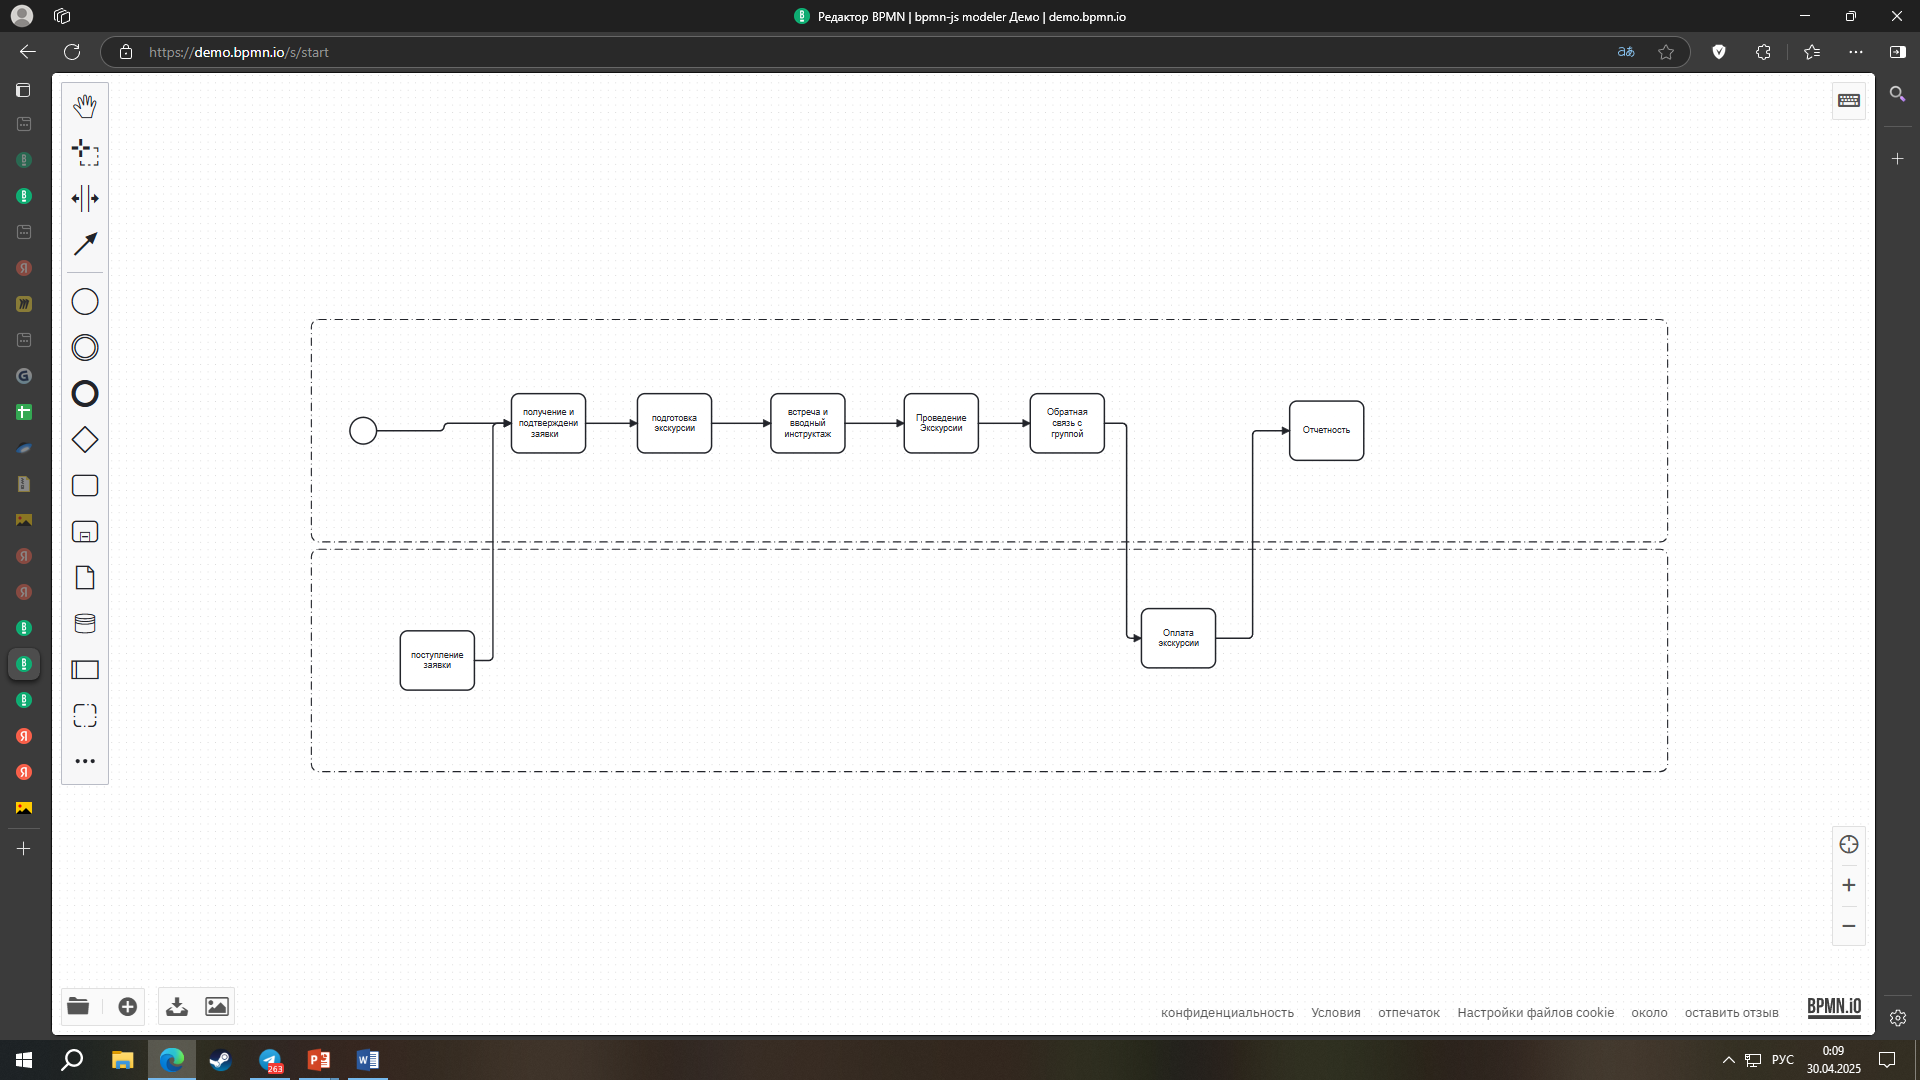 Редактор BPMN | bpmn-js modeler Демо | demo.bpmn.io
https://demo.bpmn.io/s/start
получение и
подтверждени
заявки
подготовка
экскурсии
встреча и
вводный
инструктаж
Проведение
Экскурсии
Обратная
связь с
группой
Отчетность
поступление
заявки
Оплата
экскурсии
конфиденциальность
Условия
отпечаток
Настройки файлов cookie
около
оставить отзыв
BPMN.iO
263
РУС
0:09
30.04.2025